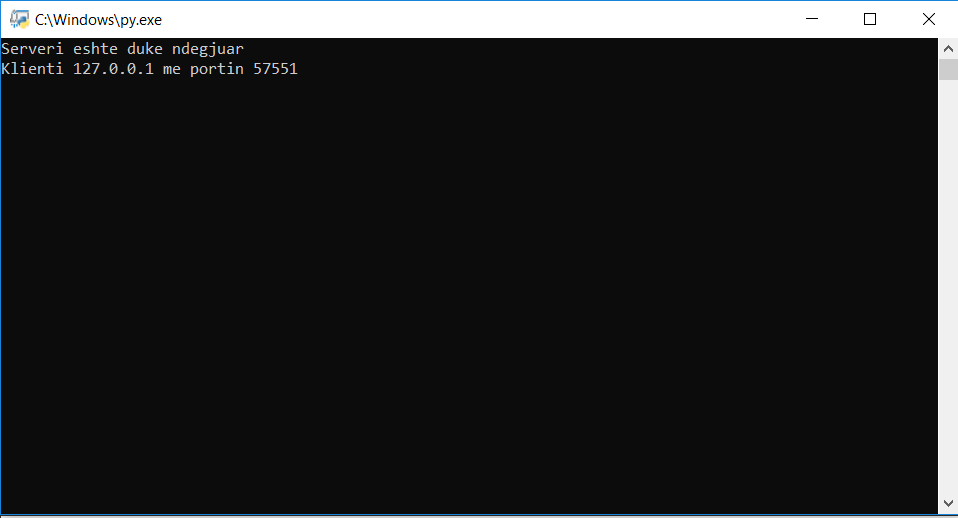 C:\Windows\py.exe
Serveri eshte duke ndegjuar
Klienti 127.0.0.1 me portin 57551